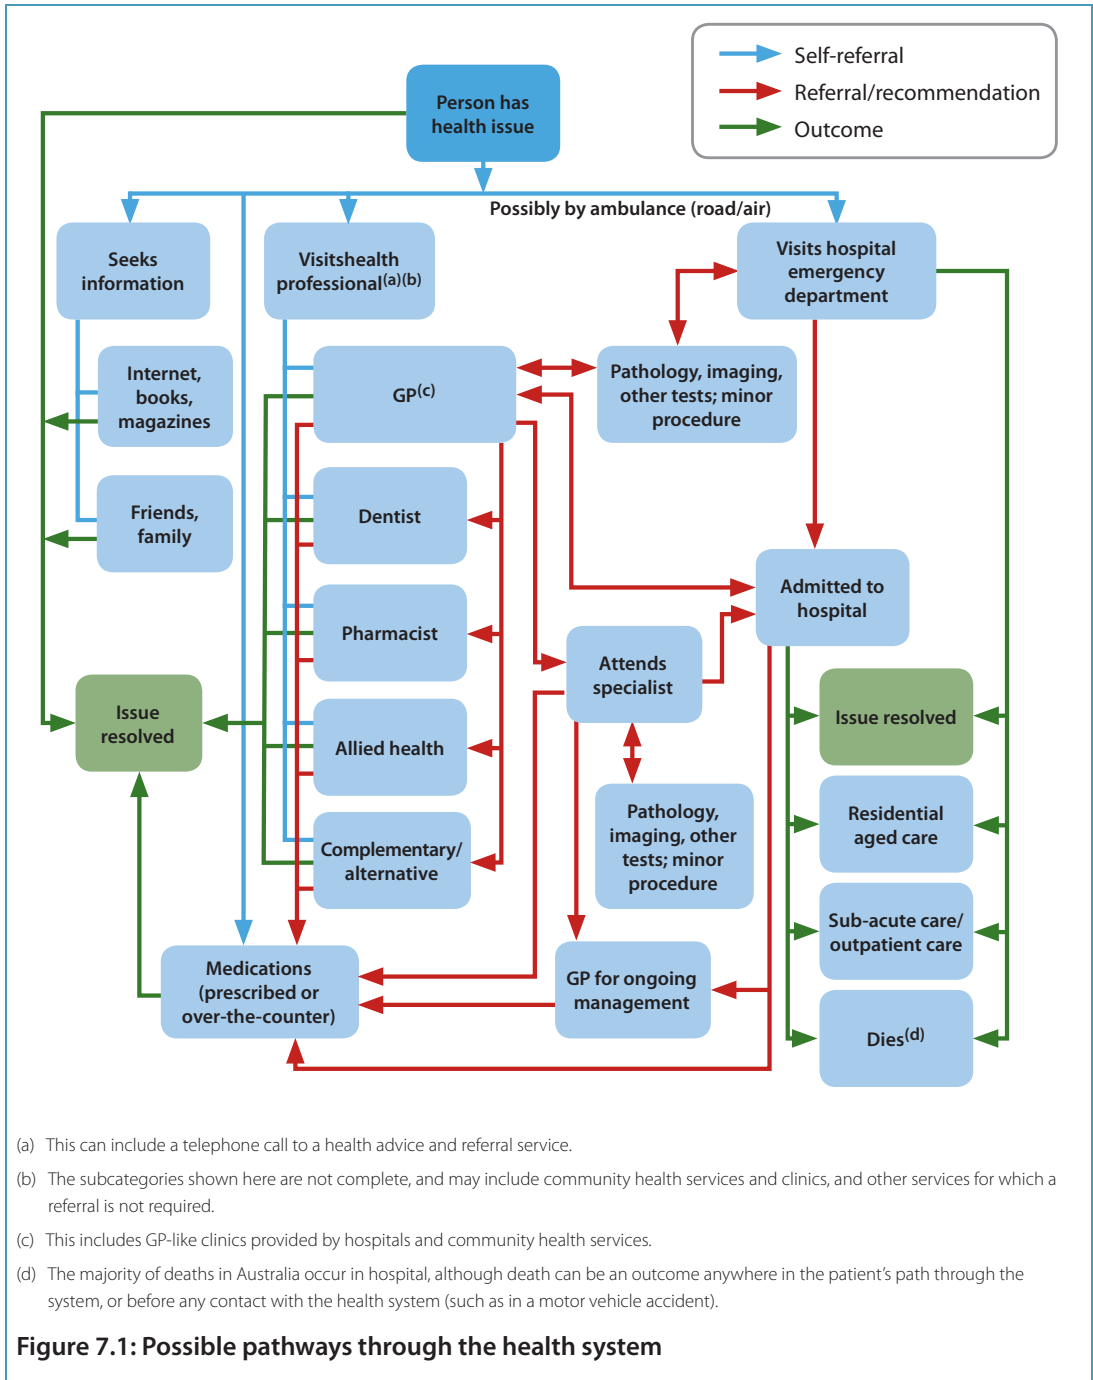 Self-referral
Referral/recommendation
Outcome
Person has
health issue
Possibly by ambulance (road/air)
Seeks
information
Visitshealth
professional(a)(b)
Visits hospital
emergency
department
Internet,
books,
magazines
GP(c)
Pathology, imaging,
other tests; minor
procedure
Friends,
family
Dentist
Admitted to
hospital
Pharmacist
Attends
specialist
Issue
resolved
Allied health
Issue resolved
Pathology,
imaging, other
tests; minor
procedure
Residential
aged care
Complementary/
alternative
Sub-acute care/
outpatient care
Medications
(prescribed or
over-the-counter)
GP for ongoing
management
Dies(d)
(a) This can include a telephone call to a health advice and referral service.
(b) The subcategories shown here are not complete, and may include community health services and clinics, and other services for which a
referral is not required.
(c) This includes GP-like clinics provided by hospitals and community health services.
(d) The majority of deaths in Australia occur in hospital, although death can be an outcome anywhere in the patient's path through the
system, or before any contact with the health system (such as in a motor vehicle accident).
Figure 7.1: Possible pathways through the health system